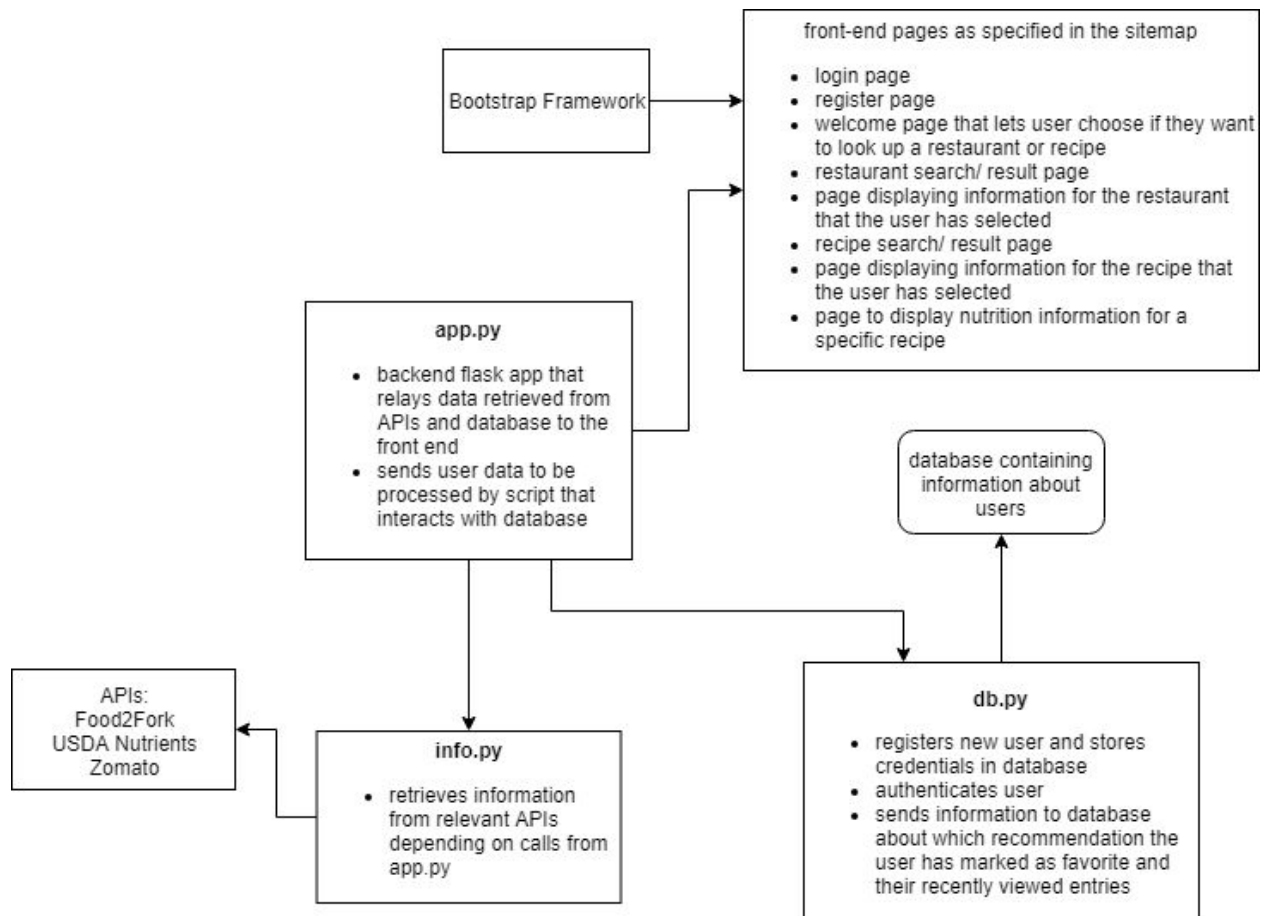 front-end pages as specified in the sitemap
• login page
• register page
• welcome page that lets user choose if they want
to look up a restaurant or recipe
• restaurant search/ result page
• page displaying information for the restaurant
that the user has selected
• recipe search/ result page
• page displaying information for the recipe that
the user has selected
• page to display nutrition information for a
specific recipe
Bootstrap Framework
app.py
• backend flask app that
relays data retrieved from
APIs and database to the
front end
• sends user data to be
processed by script that
interacts with database
database containing
information about
users
APIs:
Food2Fork
USDA Nutrients
Zomato
info.py
• retrieves information
from relevant APIs
depending on calls from
app.py
db.py
• registers new user and stores
credentials in database
• authenticates user
• sends information to database
about which recommendation the
user has marked as favorite and
their recently viewed entries